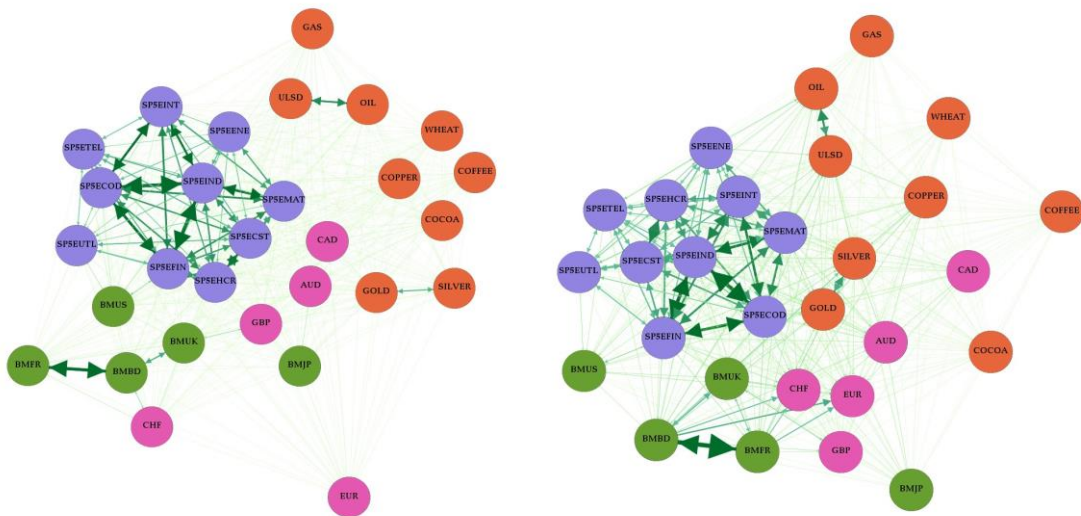 GAS
ULSD
OIL
SP5EINT
SP5EENE
WHEAT
SP5ETEL
COFFEE
COPPER
SP5EIND
SP5ECOD
SP5EMAT
COCOA
SP5ECST
CAD
SP5EUTL
SP5EFIN
SP5EHCR
AUD
GOLD
SILVER
BMUS
GBP
BMUK
BMFR
BMBD
BMJP
CHF
EUR
GAS
OIL
WHEAT
SP5EENE
ULSD
SP5EHCR
SP5EINT
COPPER
SP5ETEL
COFFEE
SP5EMAT
SP5EIND
SP5ECST
SILVER
SP5EUTL
CAD
GOLD
SP5ECOD
SP5EFIN
AUD
COCOA
BMUS
BMUK
CHF
EUR
BMBD
BMFR
GBP
BMJP